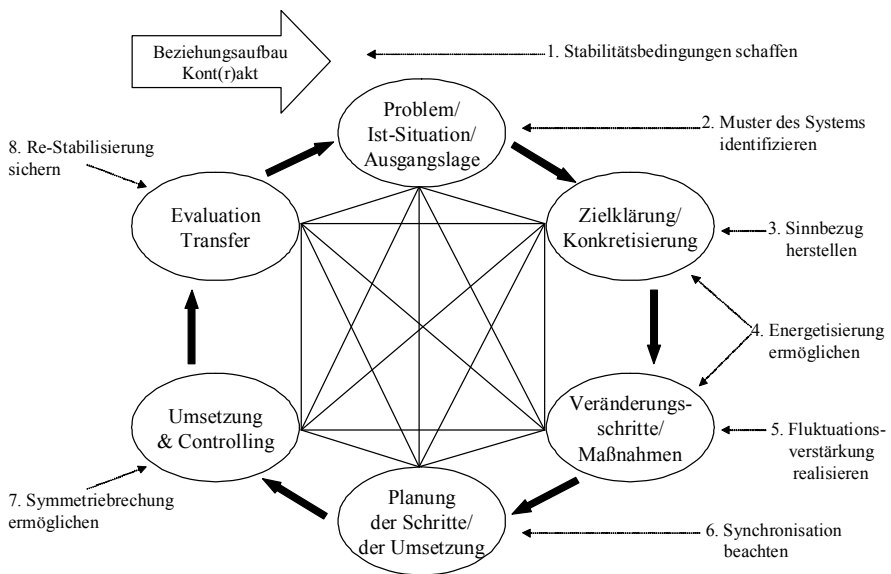 Beziehungsaufbau
Kont(r)akt
1. Stabilitätsbedingungen schaffen
Problem/
Ist-Situation/
Ausgangslage
2. Muster des Systems
identifizieren
8. Re-Stabilisierung
sichern
Evaluation
Transfer
Zielklärung/
Konkretisierung
3. Sinnbezug
herstellen
4. Energetisierung
ermöglichen
Umsetzung
& Controlling
Veränderungs-
schritte/
Maßnahmen
5. Fluktuations-
verstärkung
realisieren
7. Symmetriebrechung
ermöglichen
Planung
der Schritte/
der Umsetzung
6. Synchronisation
beachten